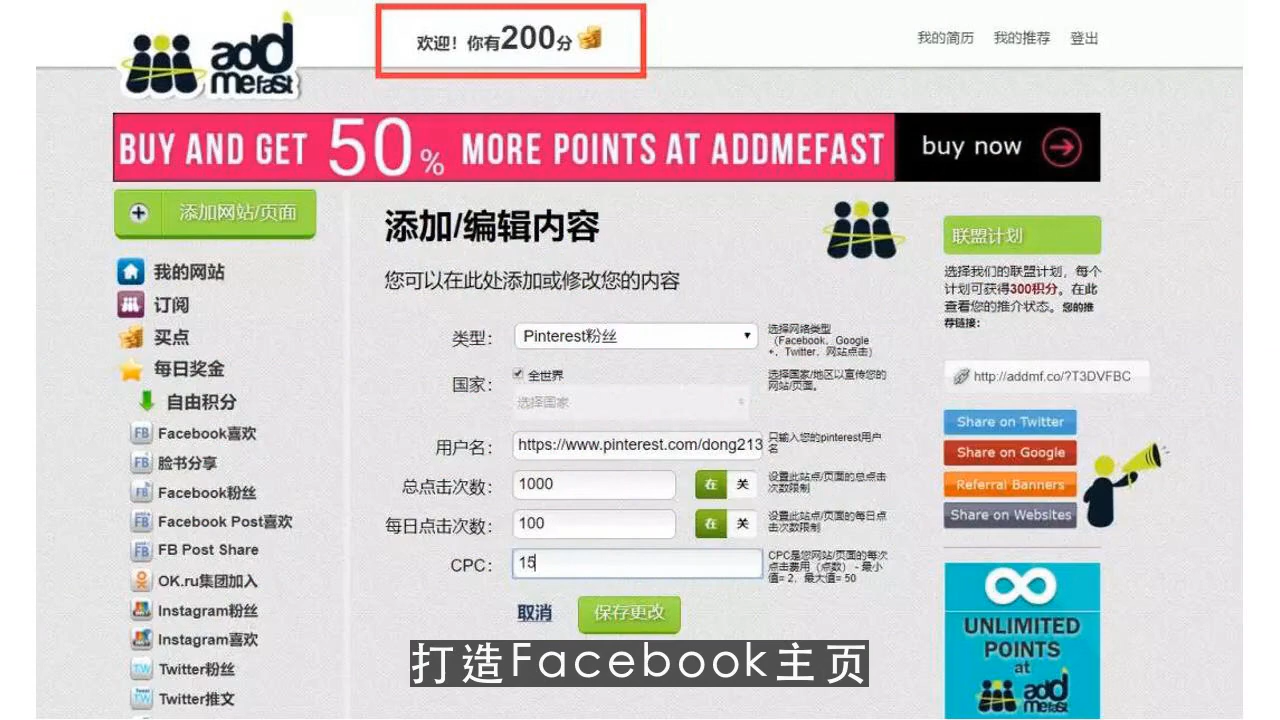 add
mefast
欢迎！你有200分
我的简历 我的推荐 登出
BUY AND GET 50% MORE POINTS AT ADDMEFAST
buy now
添加网站/页面
我的网站
订阅
买点
每日奖金
自由积分
FB Facebook喜欢
FB 脸书分享
FB Facebook粉丝
FB Facebook Post喜欢
FB FB Post Share
OK.ru集团加入
Instagram粉丝
Instagram喜欢
TW Twitter粉丝
TW Twitter推文
添加/编辑内容
您可以在此处添加或修改您的内容
类型： Pinterest粉丝
选择网络类型
（Facebook，Google
+，Twitter，网站点击）
国家： 全世界
选择国家
选择国家/地区以宣传您的
网站/页面。
用户名： https://www.pinterest.com/dong213
只输入您的pinterest用户
名
总点击次数： 1000 在 关
设置此站点/页面的总点击
次数限制
每日点击次数： 100 在 关
设置此站点/页面的每日点
击次数限制
CPC： 15
CPC是您网站/页面的每次
点击费用（点数） - 最小
值= 2，最大值= 50
取消 保存更改
联盟计划
选择我们的联盟计划，每个
计划可获得300积分。在此
查看您的推介状态。您的推
荐链接：
http://addmf.co/?T3DVFBC
Share on Twitter
Share on Google
Referral Banners
Share on Websites
UNLIMITED
POINTS
at
add
mefast
打造Facebook主页